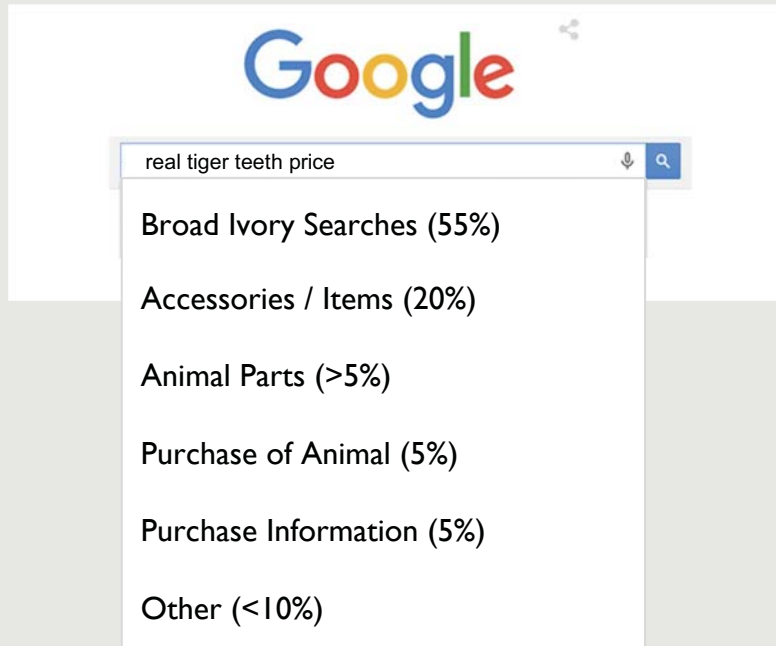 Google
real tiger teeth price
Broad Ivory Searches (55%)
Accessories / Items (20%)
Animal Parts (>5%)
Purchase of Animal (5%)
Purchase Information (5%)
Other (<10%)